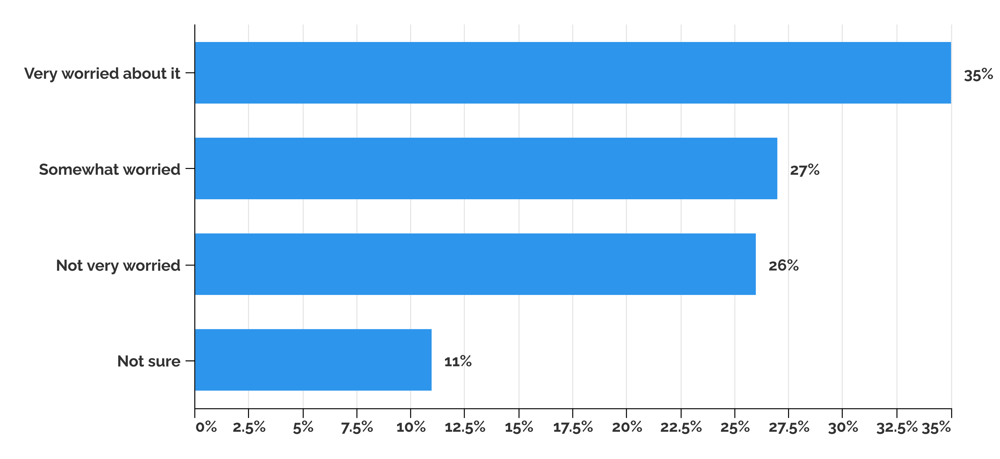 Very worried about it
35%
Somewhat worried
27%
Not very worried
26%
Not sure
11%
0% 2.5% 5% 7.5% 10% 12.5% 15% 17.5% 20% 22.5% 25% 27.5% 30% 32.5% 35%